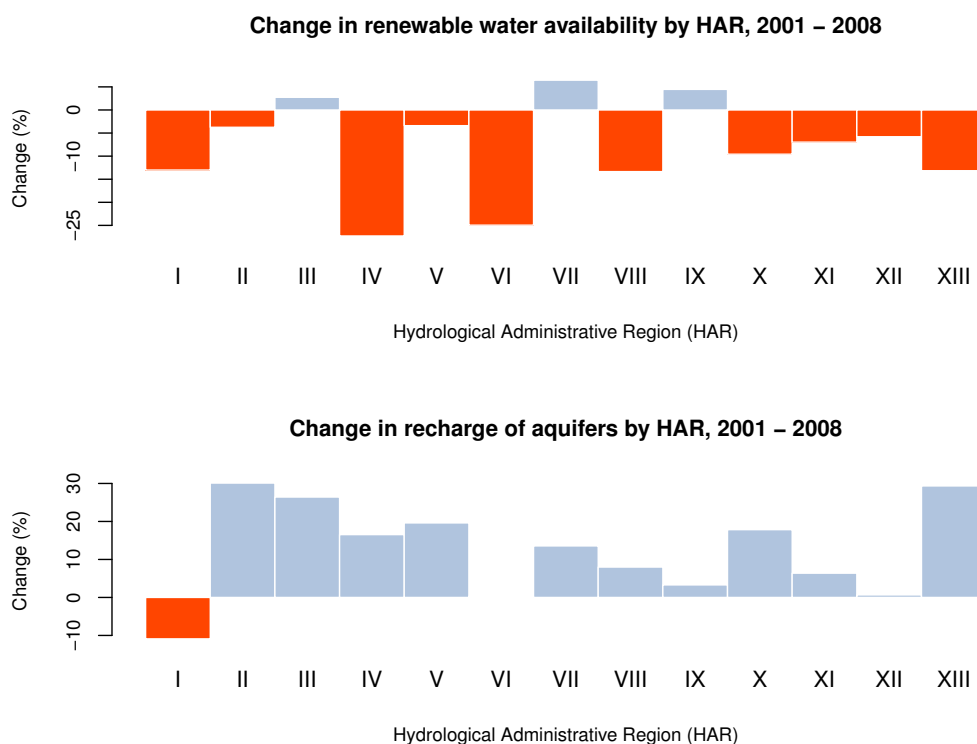 Change in renewable water availability by HAR, 2001 − 2008
Change (%)
0
−10
−25
I II III IV V VI VII VIII IX X XI XII XIII
Hydrological Administrative Region (HAR)
Change in recharge of aquifers by HAR, 2001 − 2008
Change (%)
30
20
10
0
−10
I II III IV V VI VII VIII IX X XI XII XIII
Hydrological Administrative Region (HAR)